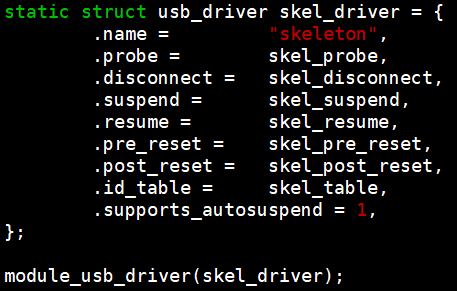 static struct usb_driver skel_driver = {
        .name =         "skeleton",
        .probe =        skel_probe,
        .disconnect =   skel_disconnect,
        .suspend =      skel_suspend,
        .resume =       skel_resume,
        .pre_reset =    skel_pre_reset,
        .post_reset =   skel_post_reset,
        .id_table =     skel_table,
        .supports_autosuspend = 1,
};

module_usb_driver(skel_driver);